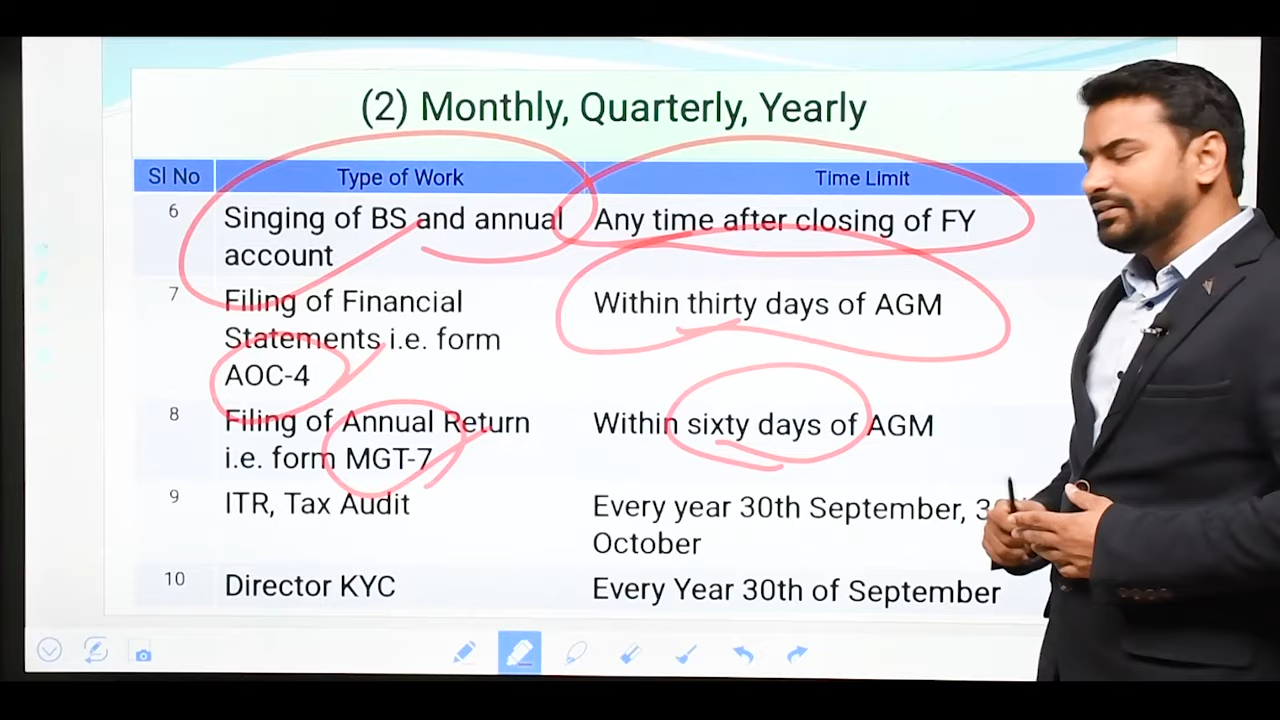 (2) Monthly, Quarterly, Yearly
Sl No Type of Work Time Limit
6 Singing of BS and annual Any time after closing of FY
account
7 Filing of Financial Within thirty days of AGM
Statements i.e. form
AOC-4
8 Filing of Annual Return Within sixty days of AGM
i.e. form MGT-7
9 ITR, Tax Audit Every year 30th September,
October
10 Director KYC Every Year 30th of September